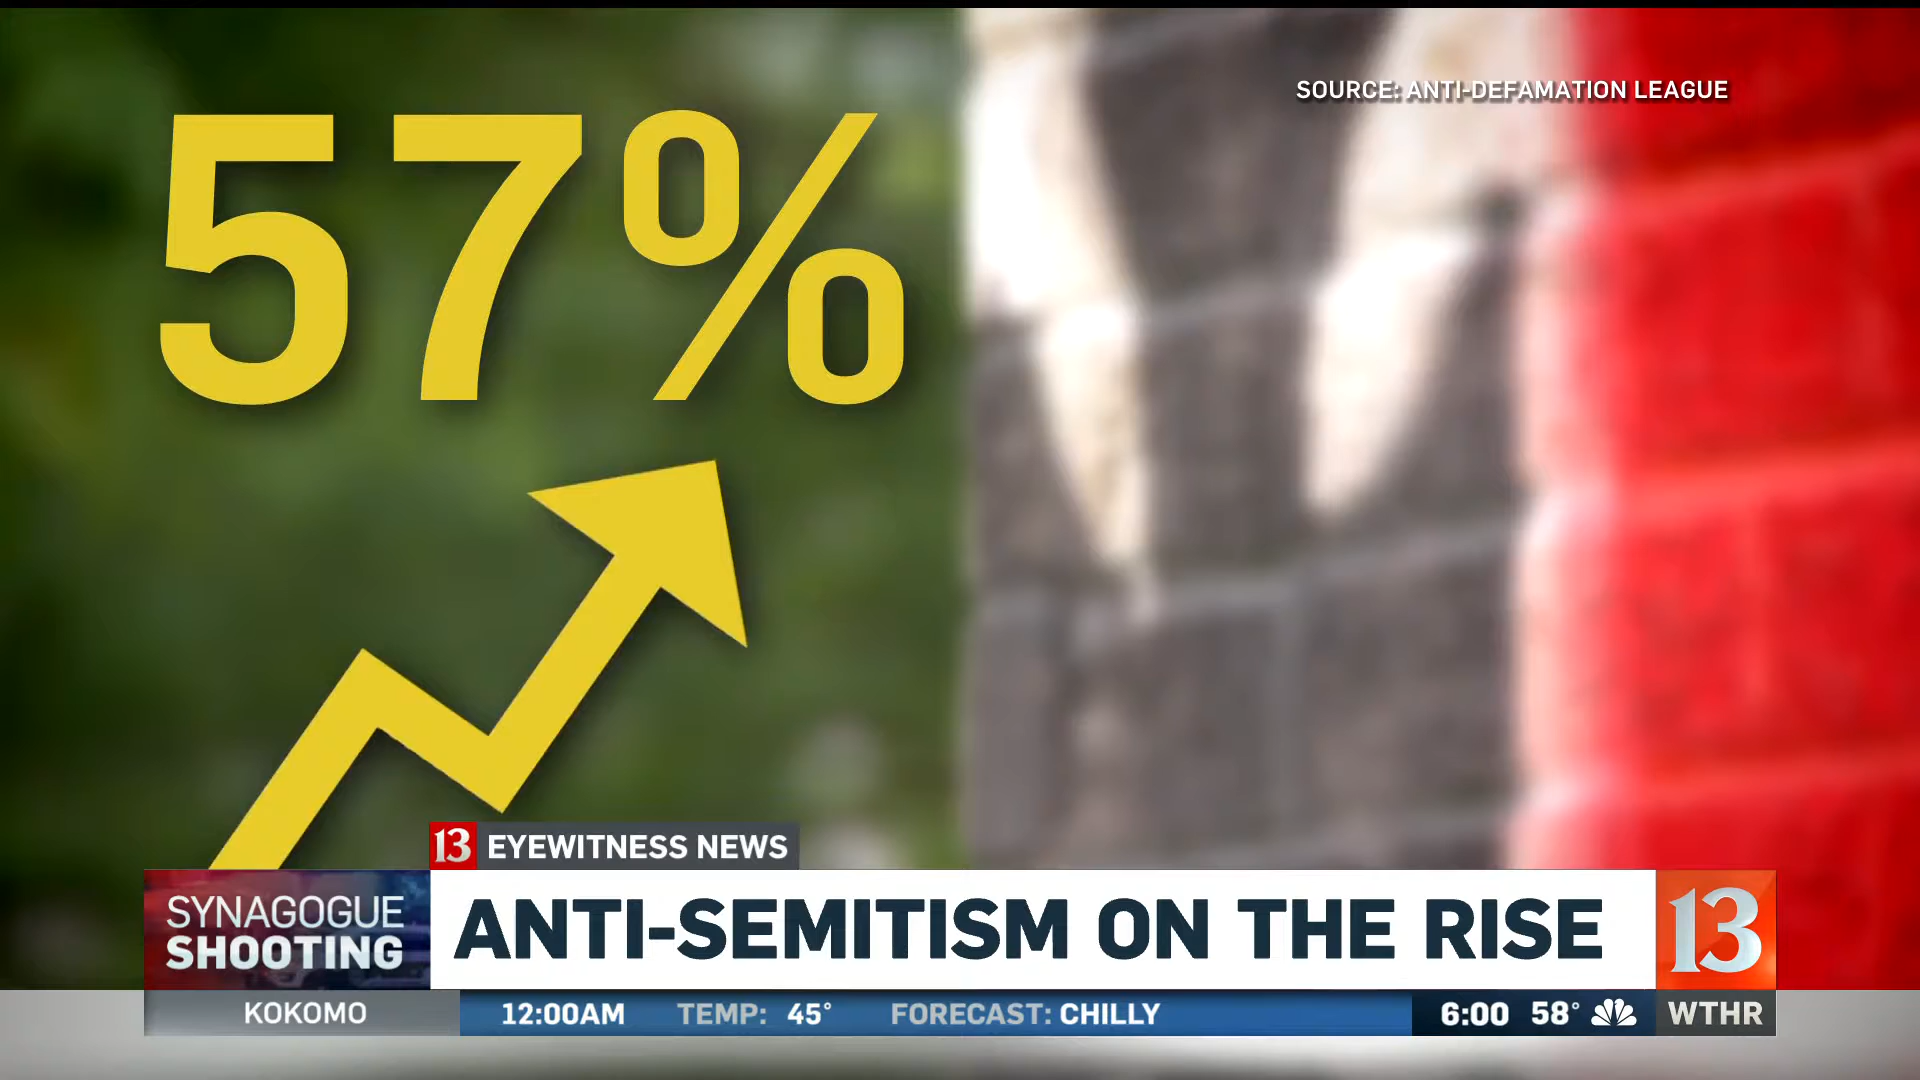 SOURCE: ANTI-DEFAMATION LEAGUE
57%
13 EYEWITNESS NEWS
SYNAGOGUE
SHOOTING
ANTI-SEMITISM ON THE RISE
13
KOKOMO 12:00AM TEMP: 45° FORECAST: CHILLY 6:00 58° WTHR